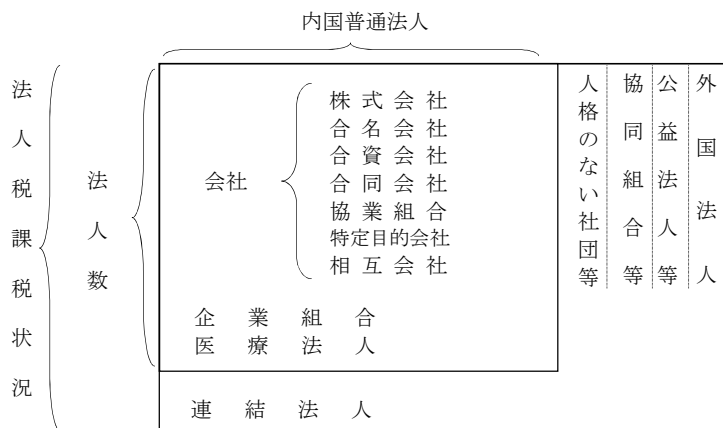 内国普通法人
法人税課税状況
法人数
会社
株式会社
合名会社
合資会社
合同会社
協業組合
特定目的会社
相互会社
企業組合
医療法人
連結法人
人格のない社団等
協同組合等
公益法人等
外国法人